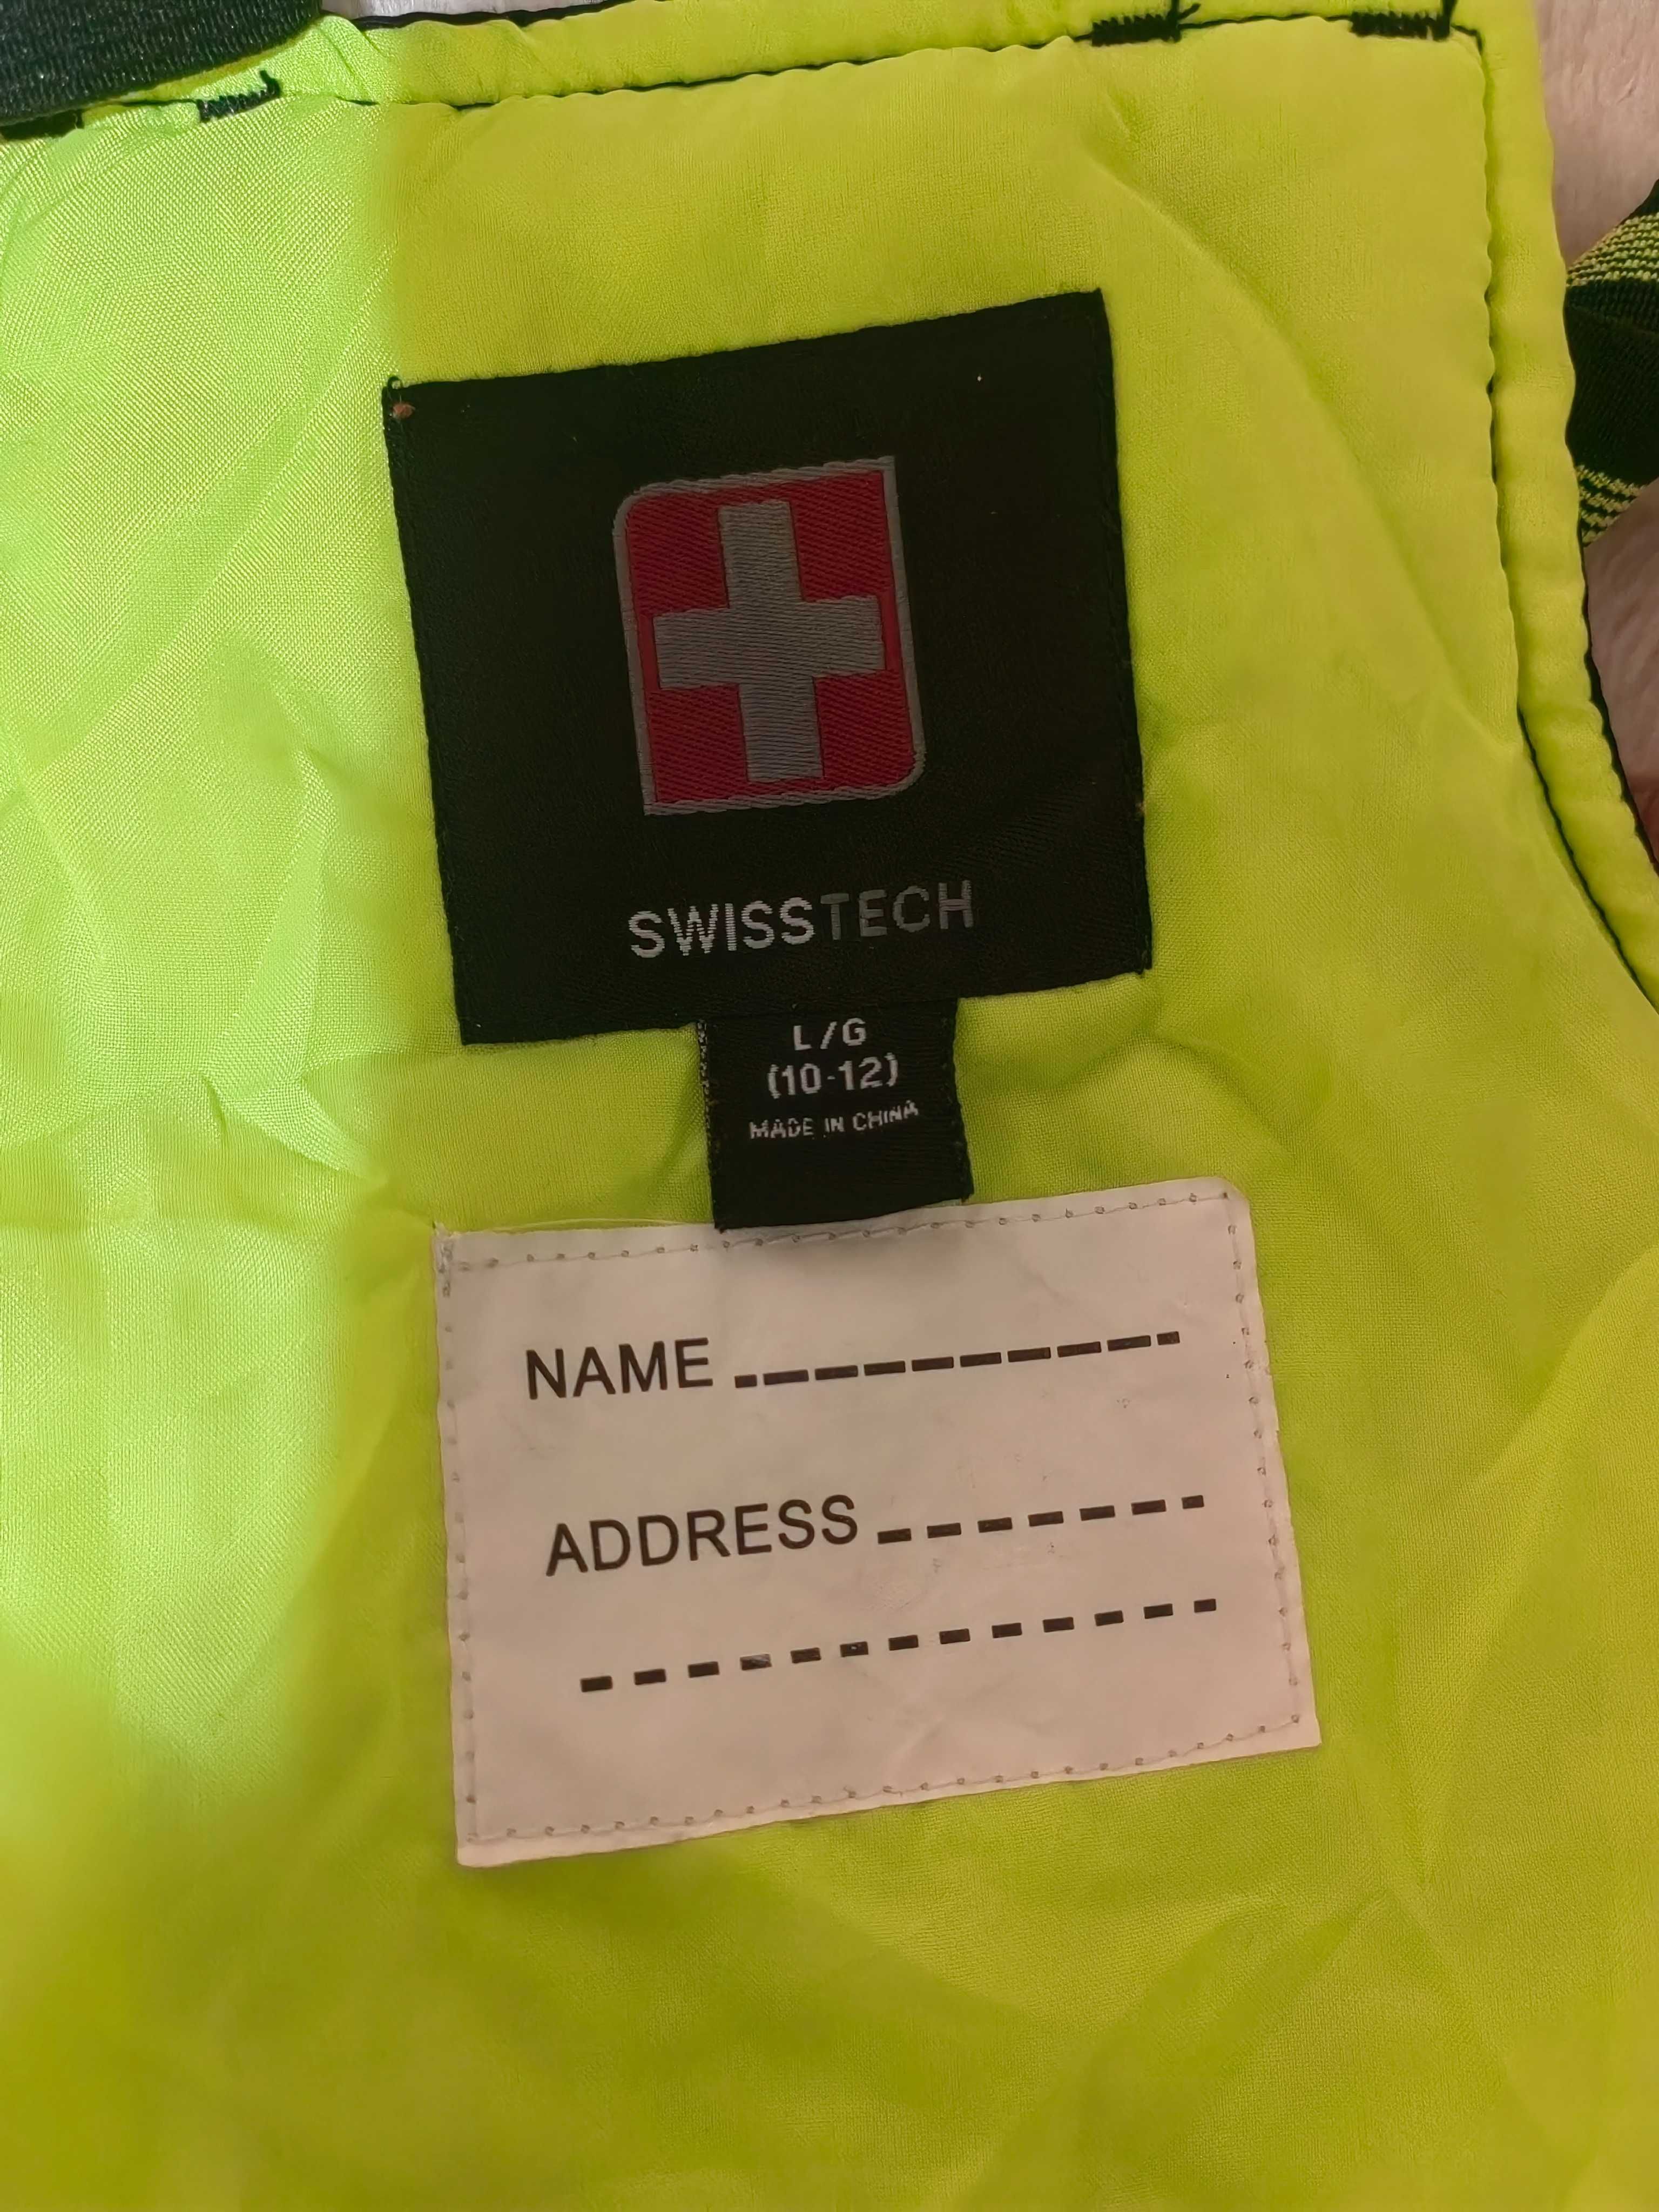 SWISSTECH
L/G
(10-12)
MADE IN CHINA
NAME
ADDRESS